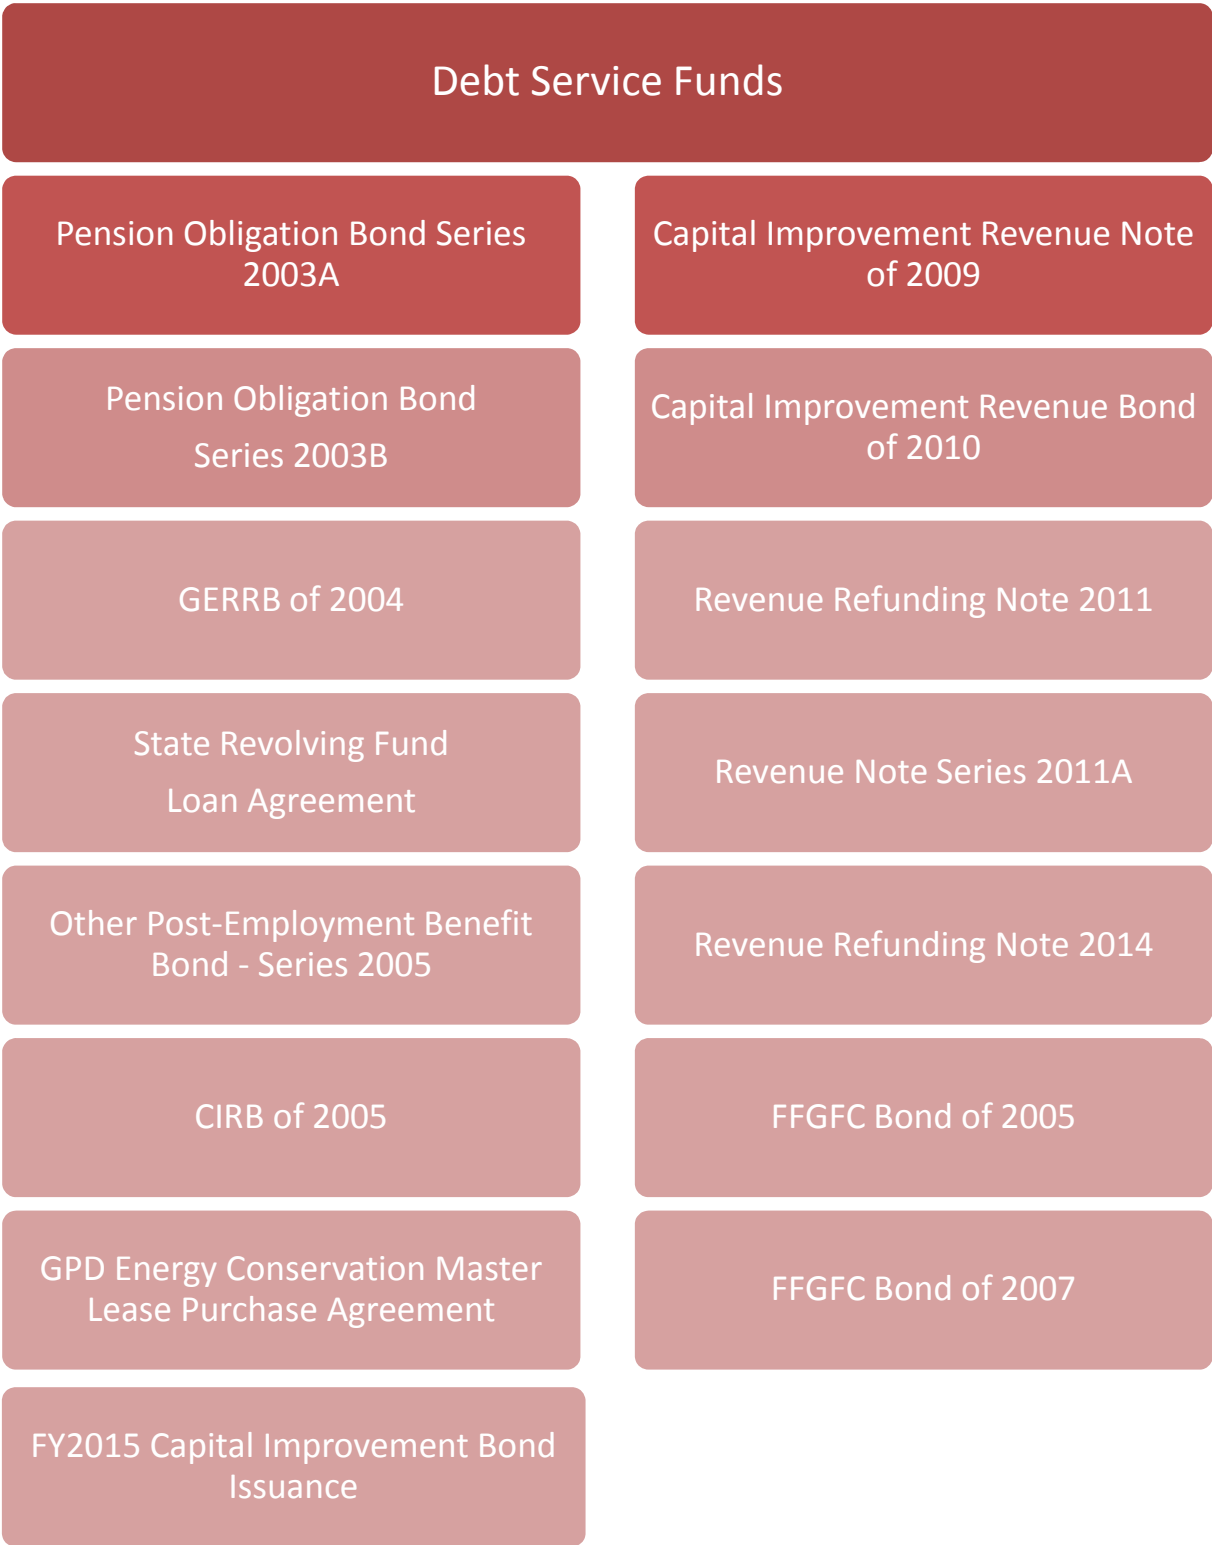 Debt Service Funds
Pension Obligation Bond Series
2003A
Pension Obligation Bond
Series 2003B
GERRB of 2004
State Revolving Fund
Loan Agreement
Other Post-Employment Benefit
Bond - Series 2005
CIRB of 2005
GPD Energy Conservation Master
Lease Purchase Agreement
FY2015 Capital Improvement Bond
Issuance
Capital Improvement Revenue Note
of 2009
Capital Improvement Revenue Bond
of 2010
Revenue Refunding Note 2011
Revenue Note Series 2011A
Revenue Refunding Note 2014
FFGFC Bond of 2005
FFGFC Bond of 2007